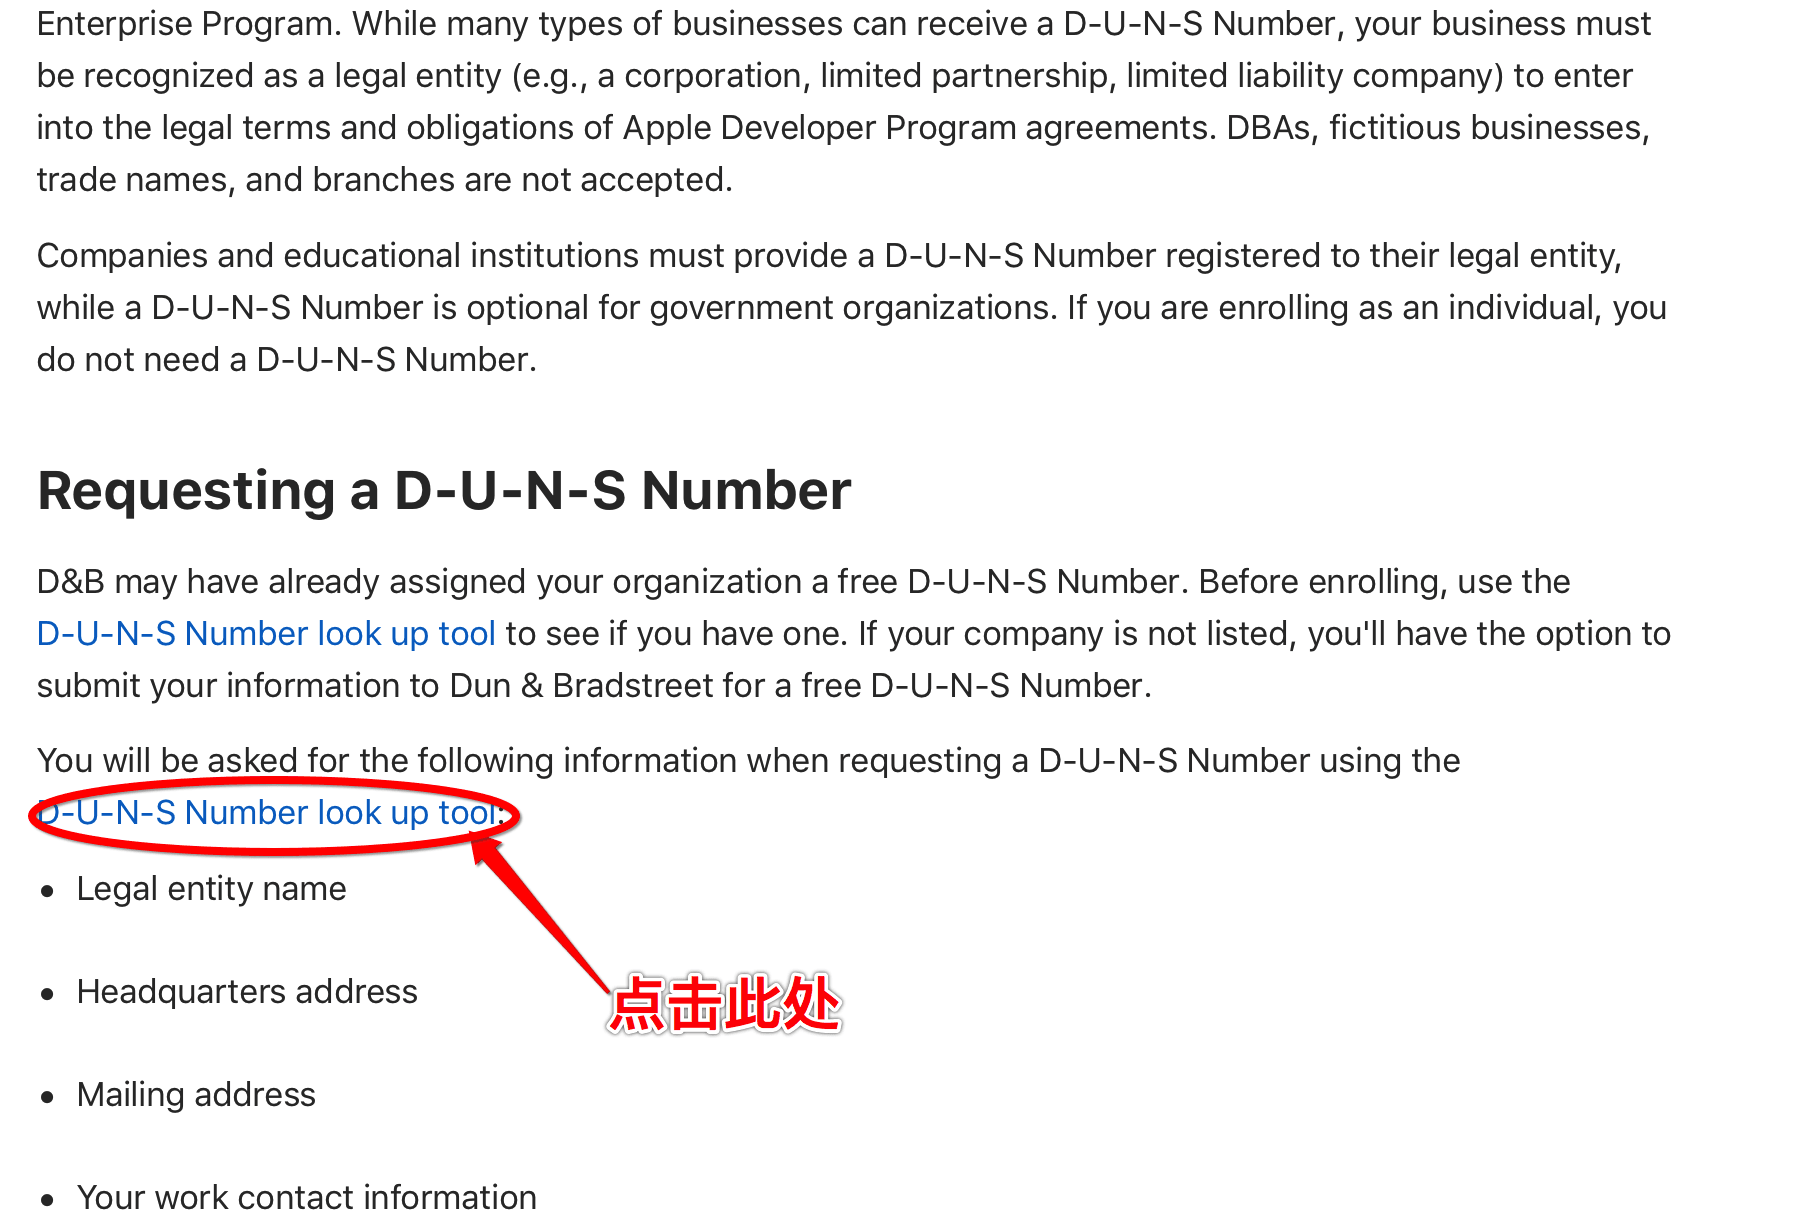 Enterprise Program. While many types of businesses can receive a D-U-N-S Number, your business must
be recognized as a legal entity (e.g., a corporation, limited partnership, limited liability company) to enter
into the legal terms and obligations of Apple Developer Program agreements. DBAs, fictitious businesses,
trade names, and branches are not accepted.
Companies and educational institutions must provide a D-U-N-S Number registered to their legal entity,
while a D-U-N-S Number is optional for government organizations. If you are enrolling as an individual, you
do not need a D-U-N-S Number.
Requesting a D-U-N-S Number
D&B may have already assigned your organization a free D-U-N-S Number. Before enrolling, use the
D-U-N-S Number look up tool to see if you have one. If your company is not listed, you'll have the option to
submit your information to Dun & Bradstreet for a free D-U-N-S Number.
You will be asked for the following information when requesting a D-U-N-S Number using the
D-U-N-S Number look up tool:
• Legal entity name
• Headquarters address
点击此处
• Mailing address
• Your work contact information